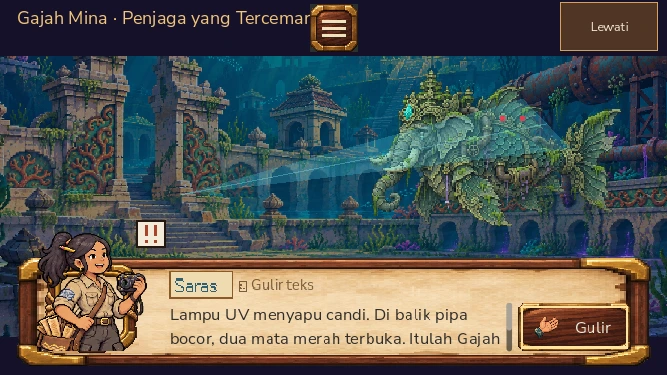 Gajah Mina · Penjaga yang Tercemar
Lewati
!!
Saras
Gulir teks
Lampu UV menyapu candi. Di balik pipa
bocor, dua mata merah terbuka. Itulah Gajah
Gulir